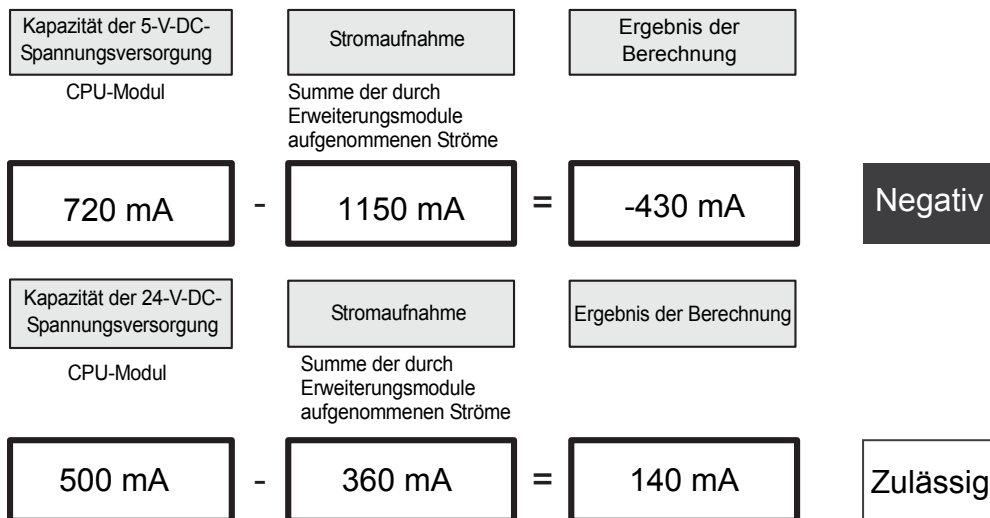 Kapazität der 5-V-DC-
Spannungsversorgung
Stromaufnahme
Ergebnis der
Berechnung
CPU-Modul
Summe der durch
Erweiterungsmodule
aufgenommenen Ströme
720 mA - 1150 mA = -430 mA Negativ
Kapazität der 24-V-DC-
Spannungsversorgung
Stromaufnahme
Ergebnis der Berechnung
CPU-Modul
Summe der durch
Erweiterungsmodule
aufgenommenen Ströme
500 mA - 360 mA = 140 mA Zulässig